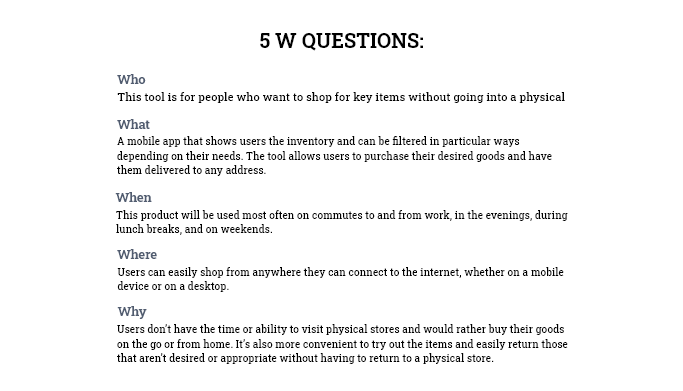 5 W QUESTIONS:
Who
This tool is for people who want to shop for key items without going into a physical
What
A mobile app that shows users the inventory and can be filtered in particular ways
depending on their needs. The tool allows users to purchase their desired goods and have
them delivered to any address.
When
This product will be used most often on commutes to and from work, in the evenings, during
lunch breaks, and on weekends.
Where
Users can easily shop from anywhere they can connect to the internet, whether on a mobile
device or on a desktop.
Why
Users don't have the time or ability to visit physical stores and would rather buy their goods
on the go or from home. It's also more convenient to try out the items and easily return those
that aren't desired or appropriate without having to return to a physical store.